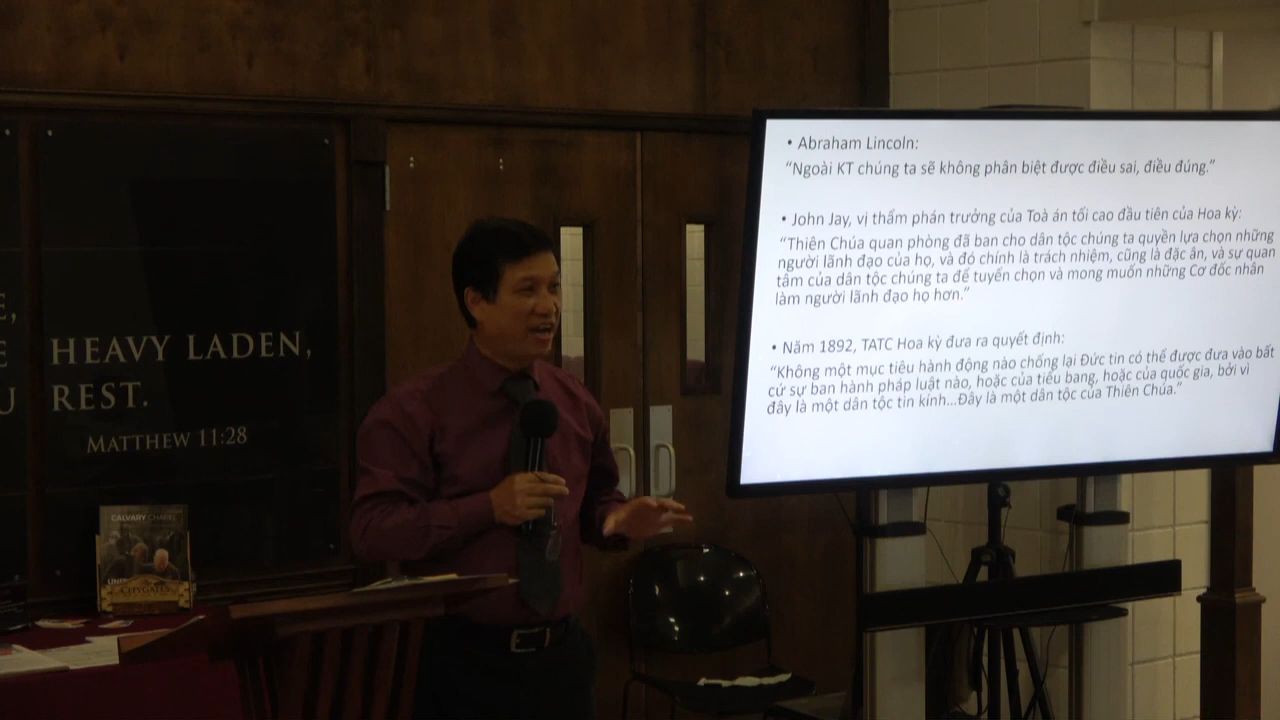 E,
E HEAVY LADEN,
U REST.
MATTHEW 11:28
CALVARY CHAPEL
CITYGATES
• Abraham Lincoln:
“Ngoài KT chúng ta sẽ không phân biệt được điều sai, điều đúng.”
• John Jay, vị thẩm phán trưởng của Toà án tối cao đầu tiên của Hoa kỳ:
“Thiên Chúa quan phòng đã ban cho dân tộc chúng ta quyền lựa chọn những
người lãnh đạo của họ, và đó chính là trách nhiệm, cũng là đặc ân, và sự quan
tâm của dân tộc chúng ta để tuyển chọn và mong muốn những Cơ đốc nhân
làm người lãnh đạo họ hơn.”
• Năm 1892, TATC Hoa kỳ đưa ra quyết định:
“Không một mục tiêu hành động nào chống lại Đức tin có thể được đưa vào bất
cứ sự ban hành pháp luật nào, hoặc của tiểu bang, hoặc của quốc gia, bởi vì
đây là một dân tộc tin kính...Đây là một dân tộc của Thiên Chúa.”